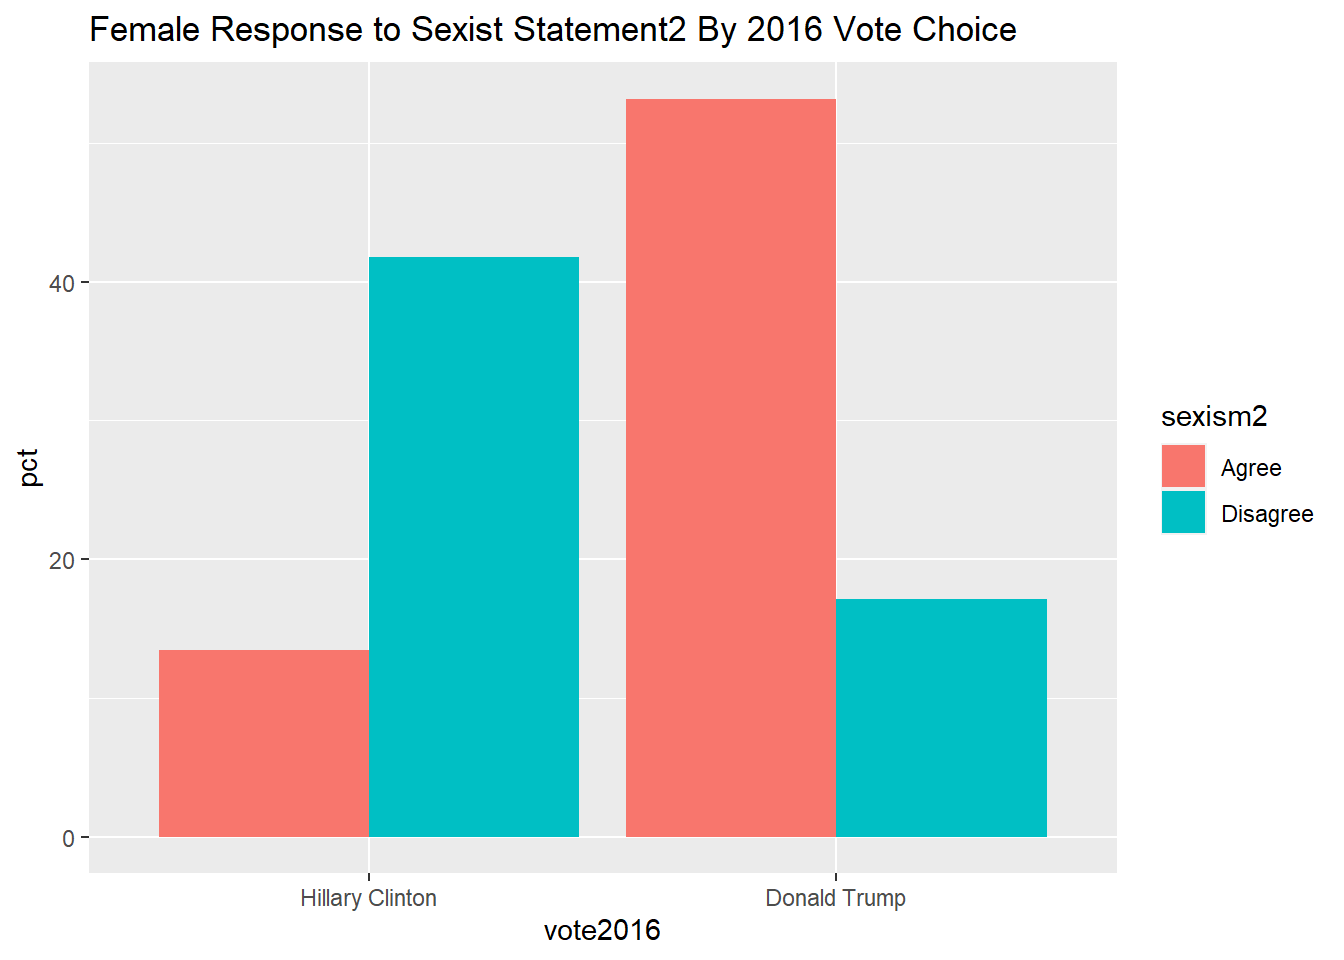 Female Response to Sexist Statement2 By 2016 Vote Choice
pct
40
20
0
Hillary Clinton
Donald Trump
vote2016
sexism2
Agree
Disagree